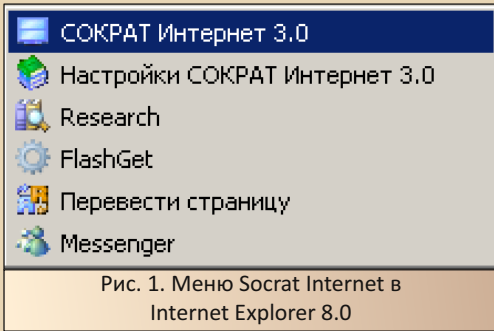 СОКРАТ Интернет 3.0
Настройки СОКРАТ Интернет 3.0
Research
FlashGet
Перевести страницу
Messenger
Рис. 1. Меню Socrat Internet в
Internet Explorer 8.0